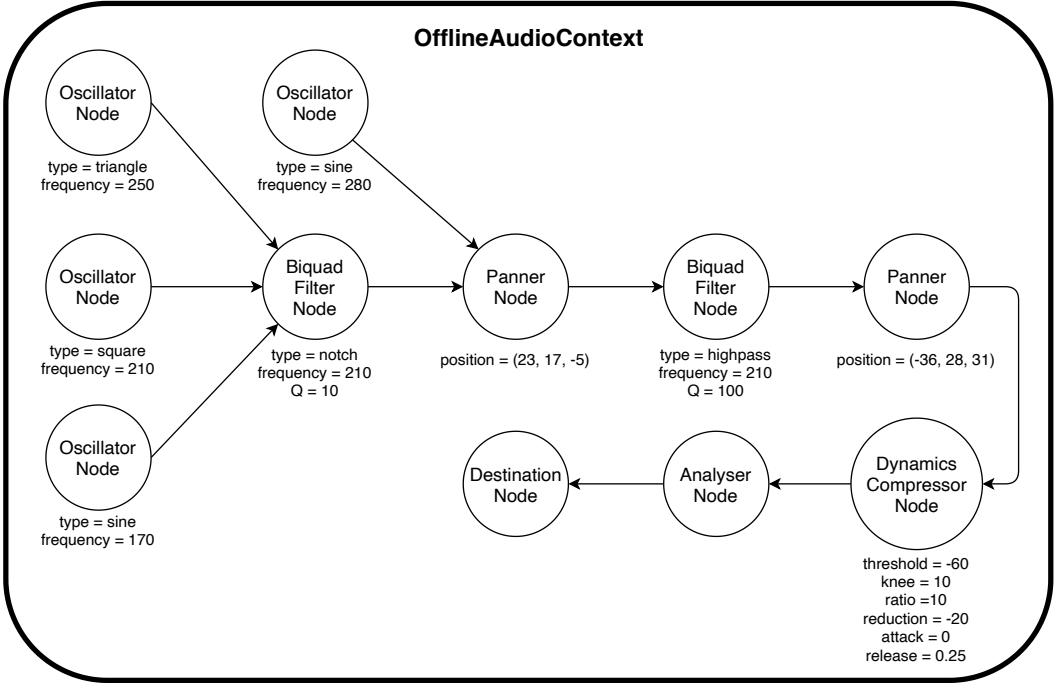 OfflineAudioContext
Oscillator
Node
type = triangle
frequency = 250
Oscillator
Node
type = sine
frequency = 280
Oscillator
Node
type = square
frequency = 210
Biquad
Filter
Node
type = notch
frequency = 210
Q = 10
Panner
Node
position = (23, 17, -5)
Biquad
Filter
Node
type = highpass
frequency = 210
Q = 100
Panner
Node
position = (-36, 28, 31)
Oscillator
Node
type = sine
frequency = 170
Destination
Node
Analyser
Node
Dynamics
Compressor
Node
threshold = -60
knee = 10
ratio =10
reduction = -20
attack = 0
release = 0.25